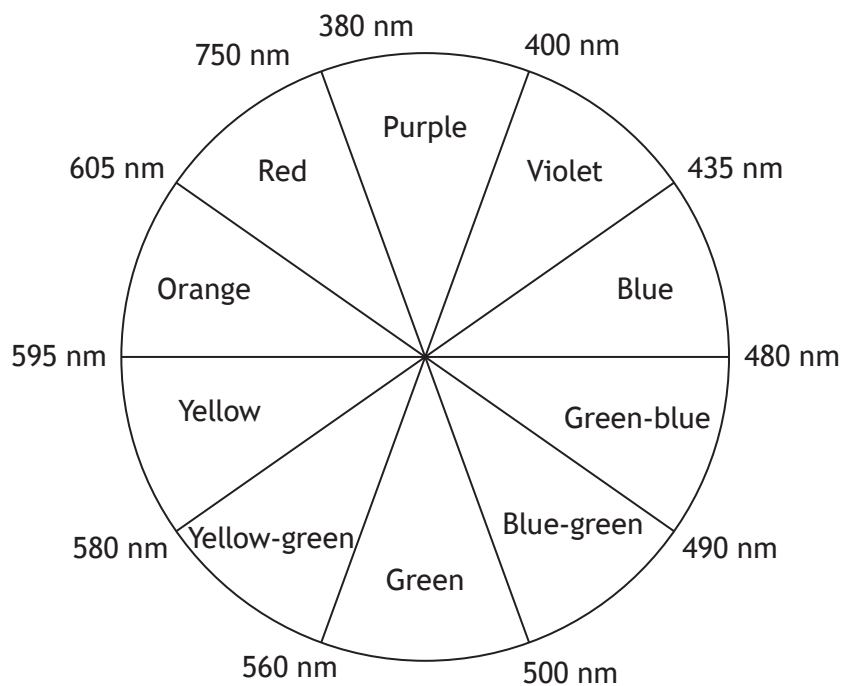 380 nm
750 nm
400 nm
Purple
605 nm
Red
Violet
435 nm
Orange
Blue
595 nm
480 nm
Yellow
Green-blue
580 nm
Yellow-green
Blue-green
490 nm
Green
560 nm
500 nm